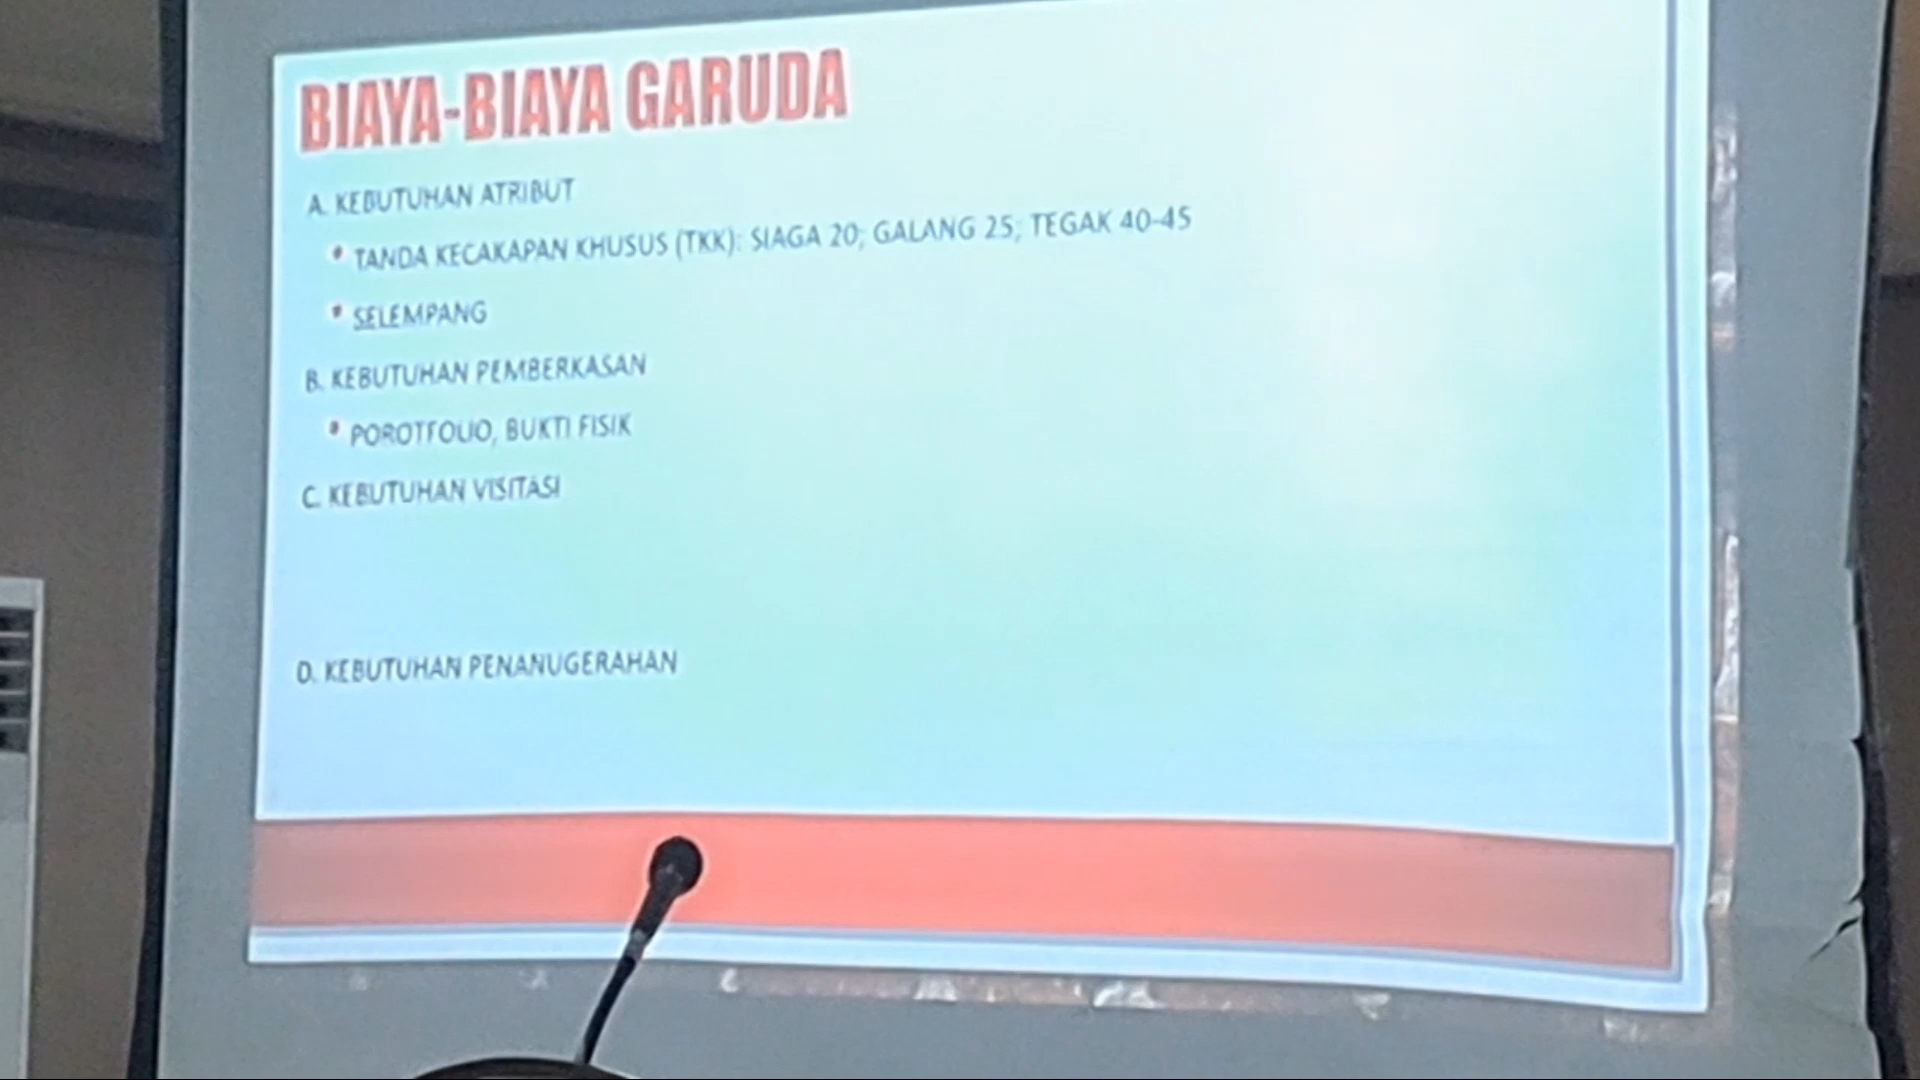 BIAYA-BIAYA GARUDA
A. KEBUTUHAN ATRIBUT
• TANDA KECAKAPAN KHUSUS (TKK): SIAGA 20; GALANG 25; TEGAK 40-45
• SELEMPANG
B. KEBUTUHAN PEMBERKASAN
• POROTFOLIO, BUKTI FISIK
C. KEBUTUHAN VISITASI
D. KEBUTUHAN PENANUGERAHAN